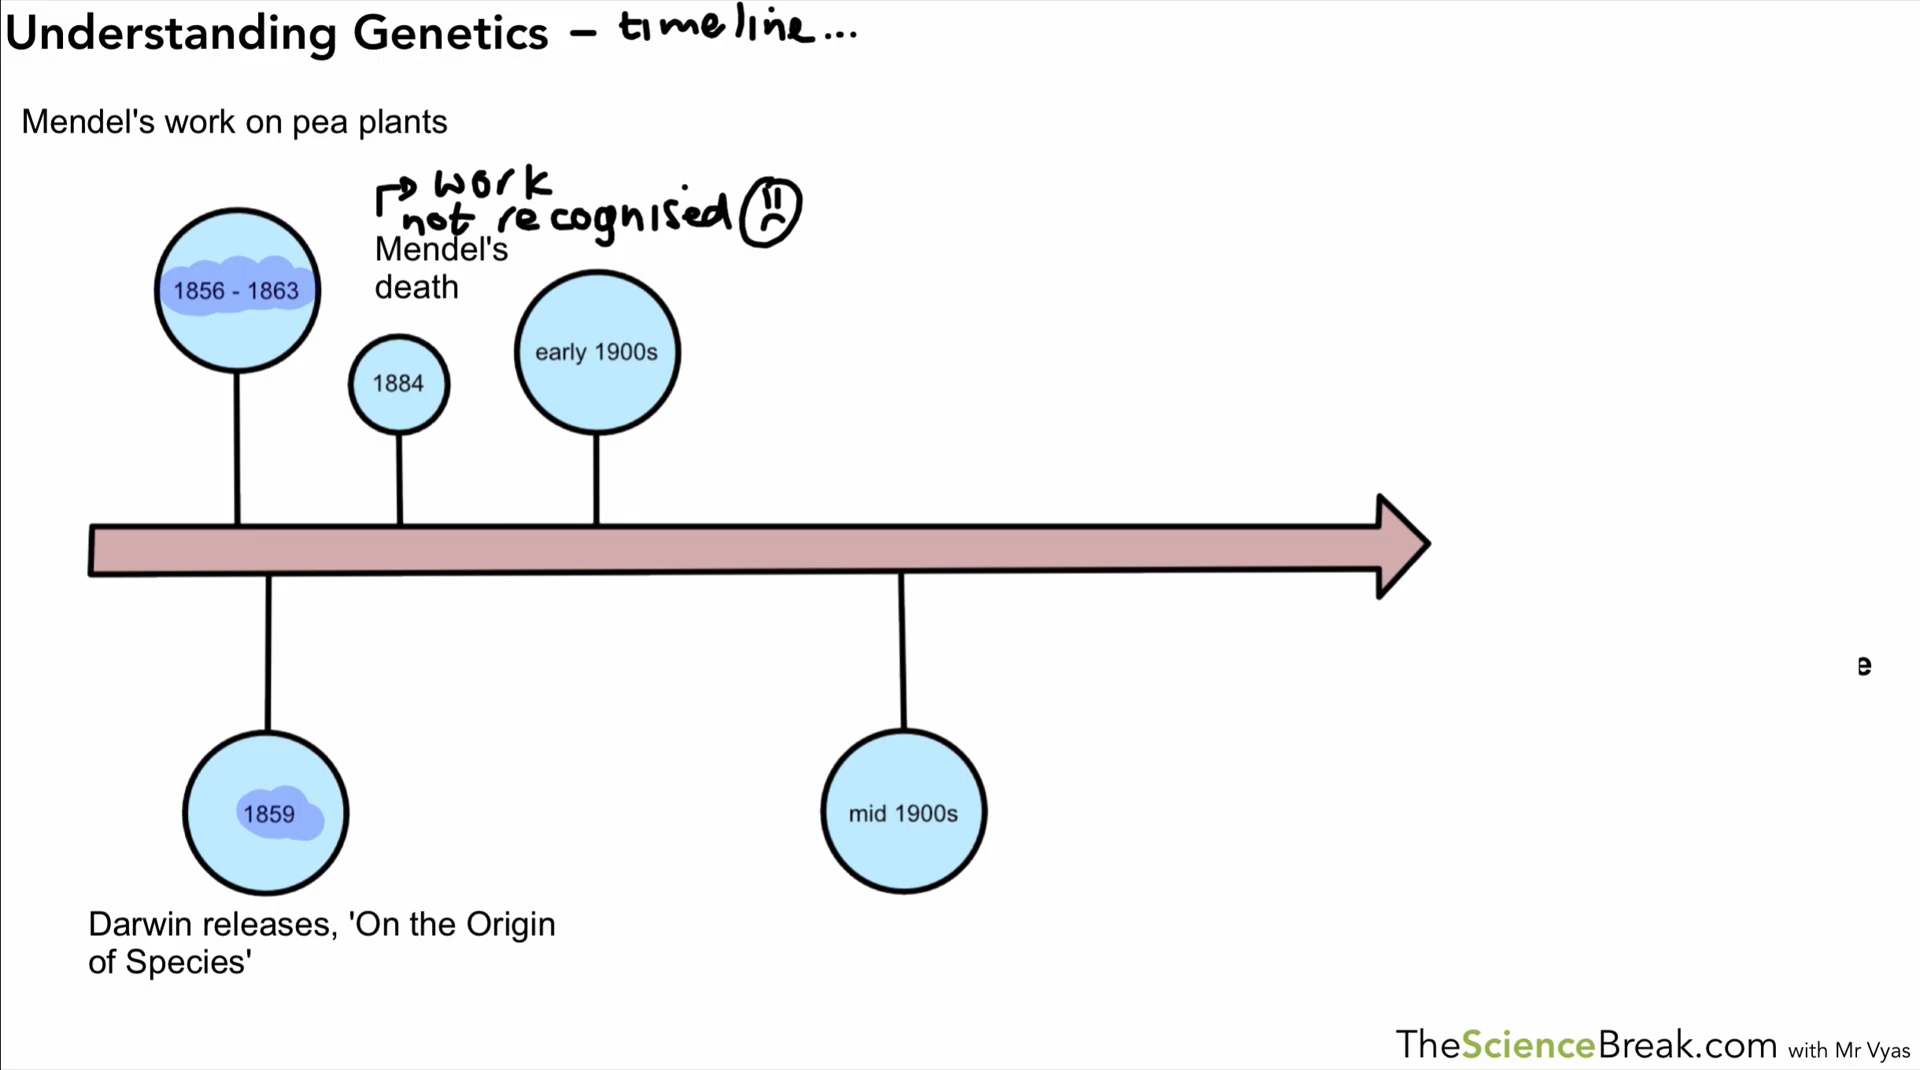 Understanding Genetics – timeline...
Mendel's work on pea plants
work
not recognised
Mendel's
death
1856 - 1863
early 1900s
1884
1859
mid 1900s
Darwin releases, 'On the Origin
of Species'
e
TheScienceBreak.com with Mr Vyas